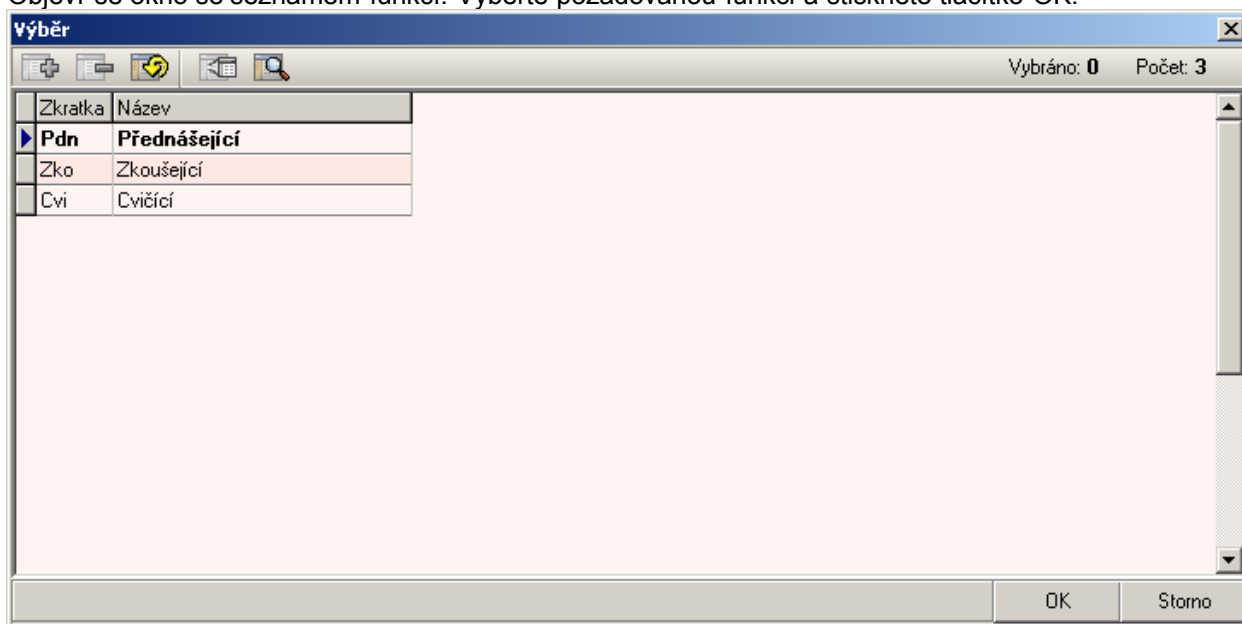 Objeví se okno se seznamem funkcí. Vyberte požadovanou funkci a stiskněte tlačítko OK.
Výběr
Vybráno: 0 Počet: 3
Zkratka Název
Pdn Přednášející
Zko Zkoušející
Cvi Cvičící
OK Storno